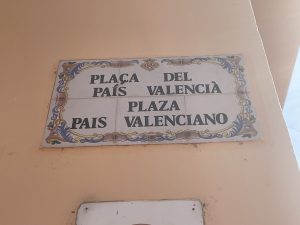 PLAÇA DEL
PAÍS VALENCIÀ
PLAZA
PAIS VALENCIANO